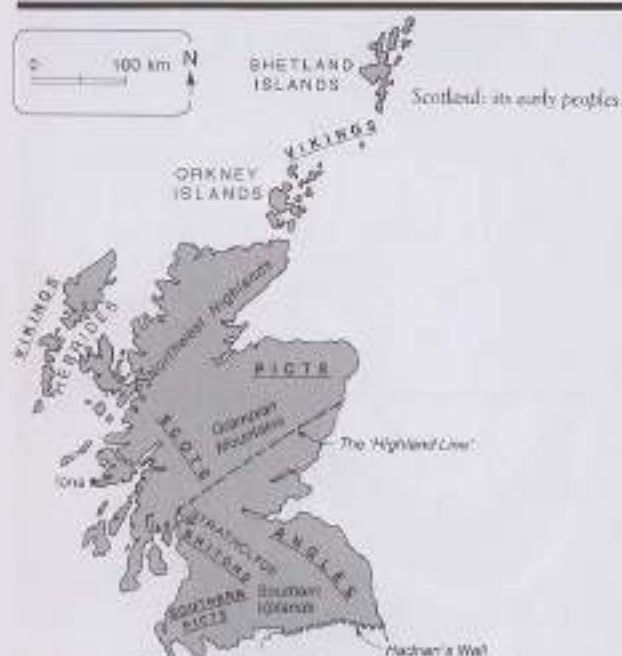 0 100 km N
SHETLAND
ISLANDS
Scotland: its early peoples
VIKINGS
ORKNEY
ISLANDS
VIKINGS
HEBRIDES
Northwest Highlands
PICTS
SCOTS
Grampian
Mountains
The 'Highland Line'
Iona
STRATHCLYDE
BRITONS
ANGLES
SOUTHERN
PICTS
Southern
Uplands
Hadrian's Wall